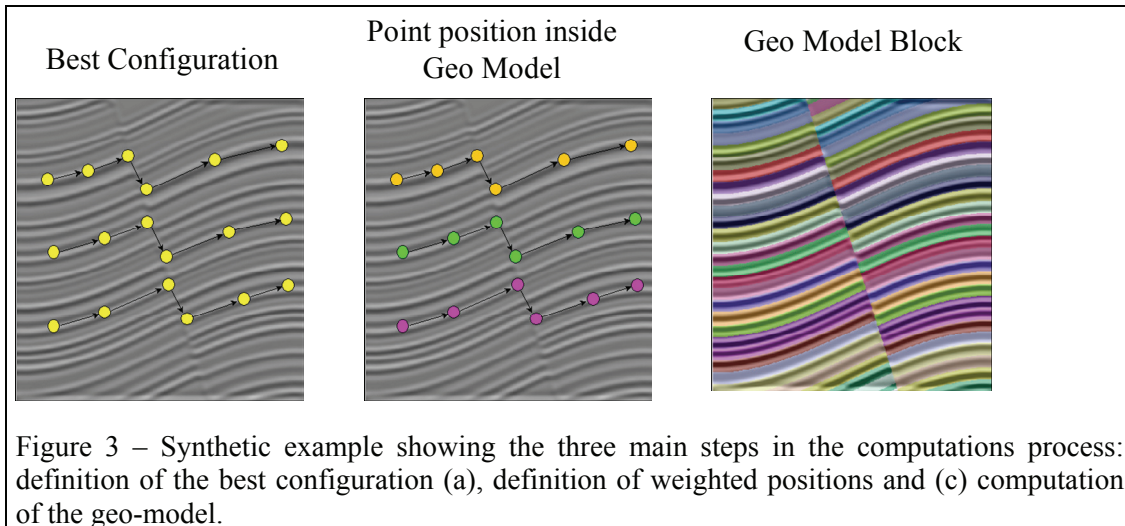 Best Configuration
Point position inside
Geo Model
Geo Model Block
Figure 3 – Synthetic example showing the three main steps in the computations process:
definition of the best configuration (a), definition of weighted positions and (c) computation
of the geo-model.